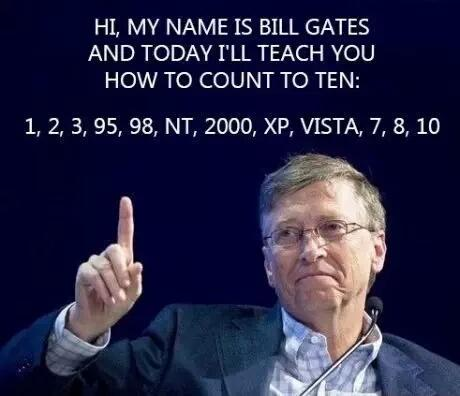 HI, MY NAME IS BILL GATES
AND TODAY I'LL TEACH YOU
HOW TO COUNT TO TEN:
1, 2, 3, 95, 98, NT, 2000, XP, VISTA, 7, 8, 10